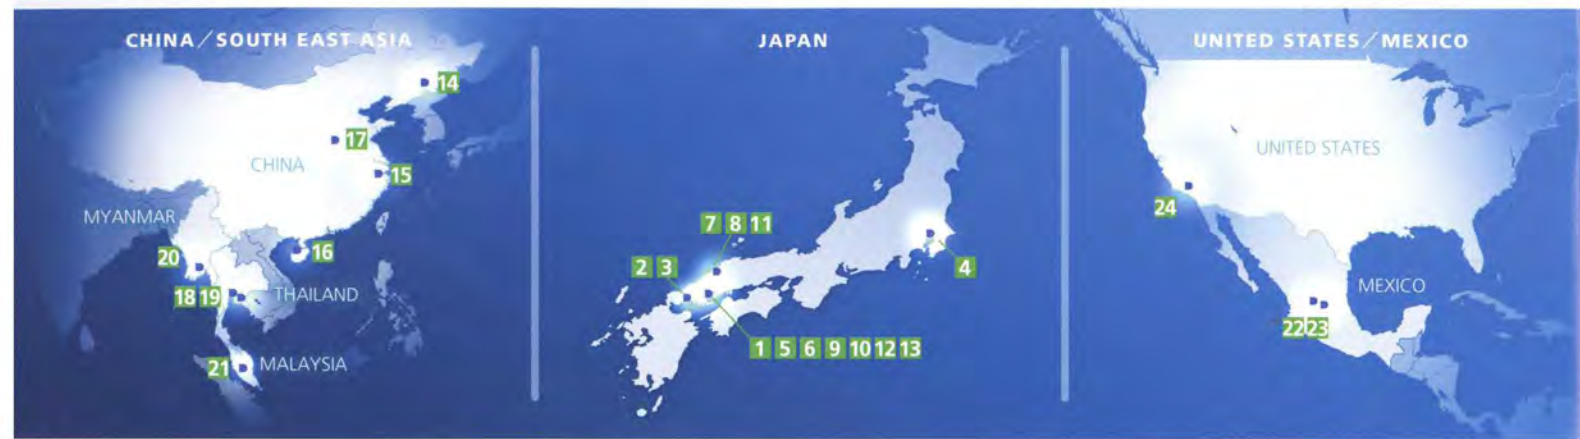 CHINA/SOUTH EAST ASIA
14
17
CHINA
15
MYANMAR
16
20
18 19
THAILAND
21
MALAYSIA
JAPAN
7 8 11
2 3
4
1 5 6 9 10 12 13
UNITED STATES/MEXICO
UNITED STATES
24
MEXICO
22 23